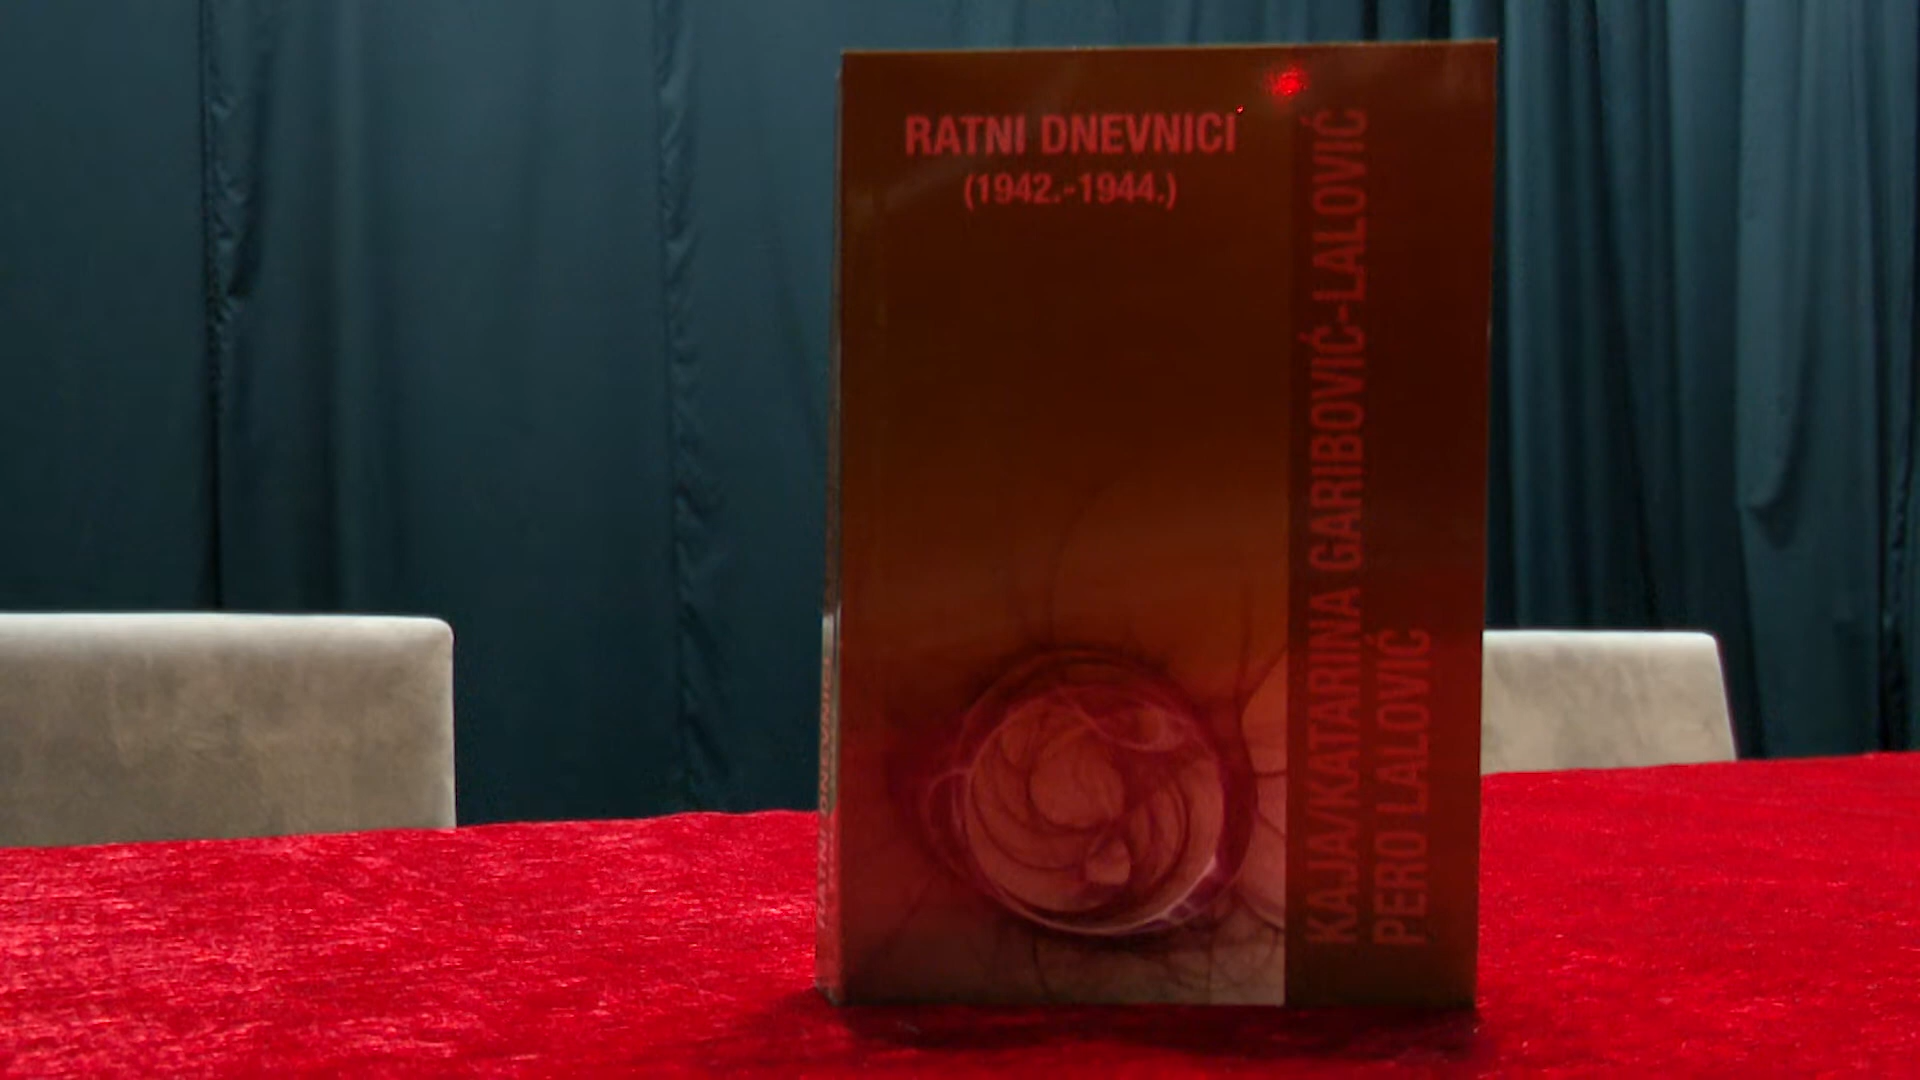 RATNI DNEVNICI
(1942.-1944.)
KAJA/KATARINA GARIBOVIĆ-LALOVIĆ
PERO LALOVIĆ